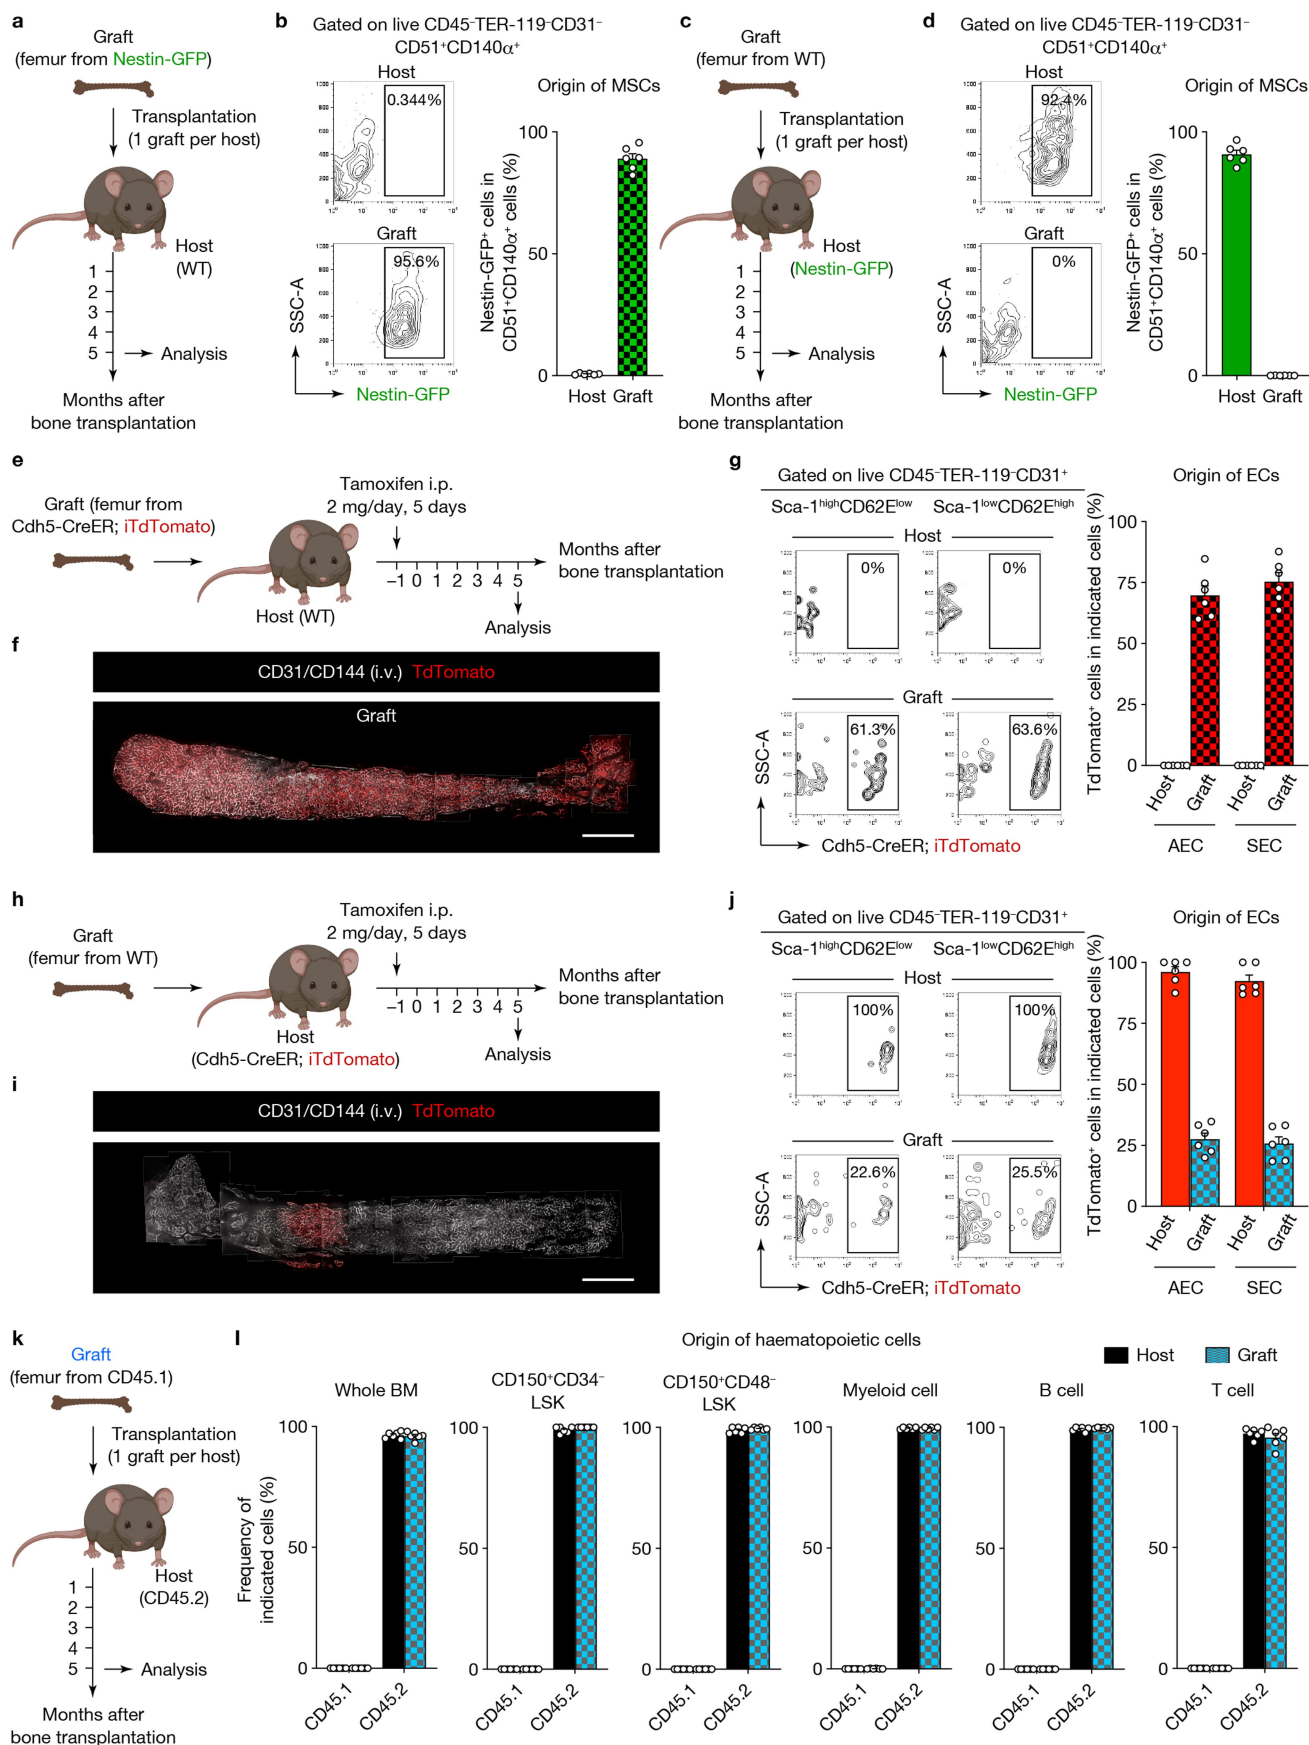 a
Graft
(femur from Nestin-GFP)
Transplantation
(1 graft per host)
Host
(WT)
1
2
3
4
5
Analysis
Months after
bone transplantation
b
Gated on live CD45⁻TER-119⁻CD31⁻
CD51⁺CD140α⁺
Host
0.344%
Graft
95.6%
SSC-A
Nestin-GFP
Origin of MSCs
Nestin-GFP⁺ cells in
CD51⁺CD140α⁺ cells (%)
100
50
0
Host Graft
c
Graft
(femur from WT)
Transplantation
(1 graft per host)
Host
(Nestin-GFP)
1
2
3
4
5
Analysis
Months after
bone transplantation
d
Gated on live CD45⁻TER-119⁻CD31⁻
CD51⁺CD140α⁺
Host
92.4%
Graft
0%
SSC-A
Nestin-GFP
Origin of MSCs
Nestin-GFP⁺ cells in
CD51⁺CD140α⁺ cells (%)
100
50
0
Host Graft
e
Graft (femur from
Cdh5-CreER; iTdTomato)
Host (WT)
Tamoxifen i.p.
2 mg/day, 5 days
–1 0 1 2 3 4 5
Months after
bone transplantation
Analysis
f
CD31/CD144 (i.v.) TdTomato
Graft
g
Gated on live CD45⁻TER-119⁻CD31⁺
Sca-1ʰⁱᵍʰCD62Eˡᵒʷ Sca-1ˡᵒʷCD62Eʰⁱᵍʰ
Host
0% 0%
Graft
61.3% 63.6%
SSC-A
Cdh5-CreER; iTdTomato
Origin of ECs
TdTomato⁺ cells in indicated cells (%)
100
75
50
25
0
Host Graft Host Graft
AEC SEC
h
Graft
(femur from WT)
Host
(Cdh5-CreER; iTdTomato)
Tamoxifen i.p.
2 mg/day, 5 days
–1 0 1 2 3 4 5
Months after
bone transplantation
Analysis
i
CD31/CD144 (i.v.) TdTomato
j
Gated on live CD45⁻TER-119⁻CD31⁺
Sca-1ʰⁱᵍʰCD62Eˡᵒʷ Sca-1ˡᵒʷCD62Eʰⁱᵍʰ
Host
100% 100%
Graft
22.6% 25.5%
SSC-A
Cdh5-CreER; iTdTomato
Origin of ECs
TdTomato⁺ cells in indicated cells (%)
100
75
50
25
0
Host Graft Host Graft
AEC SEC
k
Graft
(femur from CD45.1)
Transplantation
(1 graft per host)
Host
(CD45.2)
1
2
3
4
5
Analysis
Months after
bone transplantation
l
Origin of haematopoietic cells
Host Graft
Frequency of
indicated cells (%)
Whole BM
100
50
0
CD45.1 CD45.2
CD150⁺CD34⁻
LSK
100
50
0
CD45.1 CD45.2
CD150⁺CD48⁻
LSK
100
50
0
CD45.1 CD45.2
Myeloid cell
100
50
0
CD45.1 CD45.2
B cell
100
50
0
CD45.1 CD45.2
T cell
100
50
0
CD45.1 CD45.2